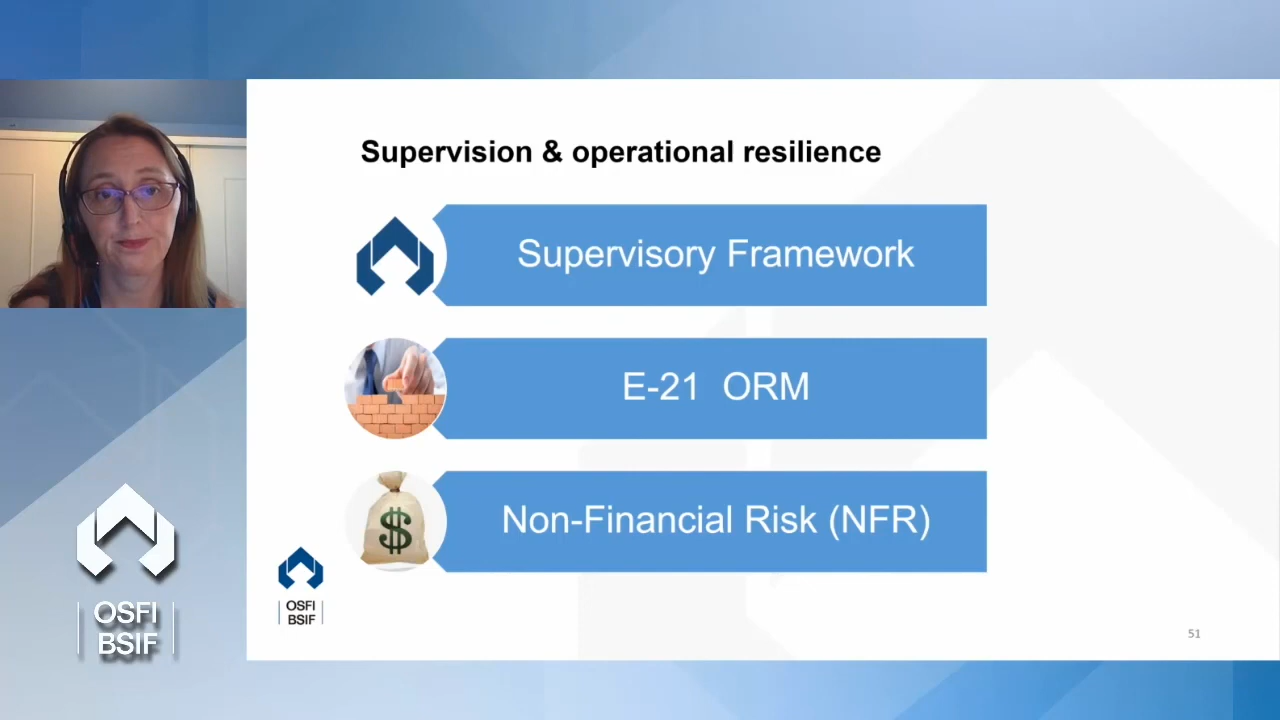 Supervision & operational resilience
Supervisory Framework
E-21 ORM
$
Non-Financial Risk (NFR)
OSFI
BSIF
OSFI
BSIF
51